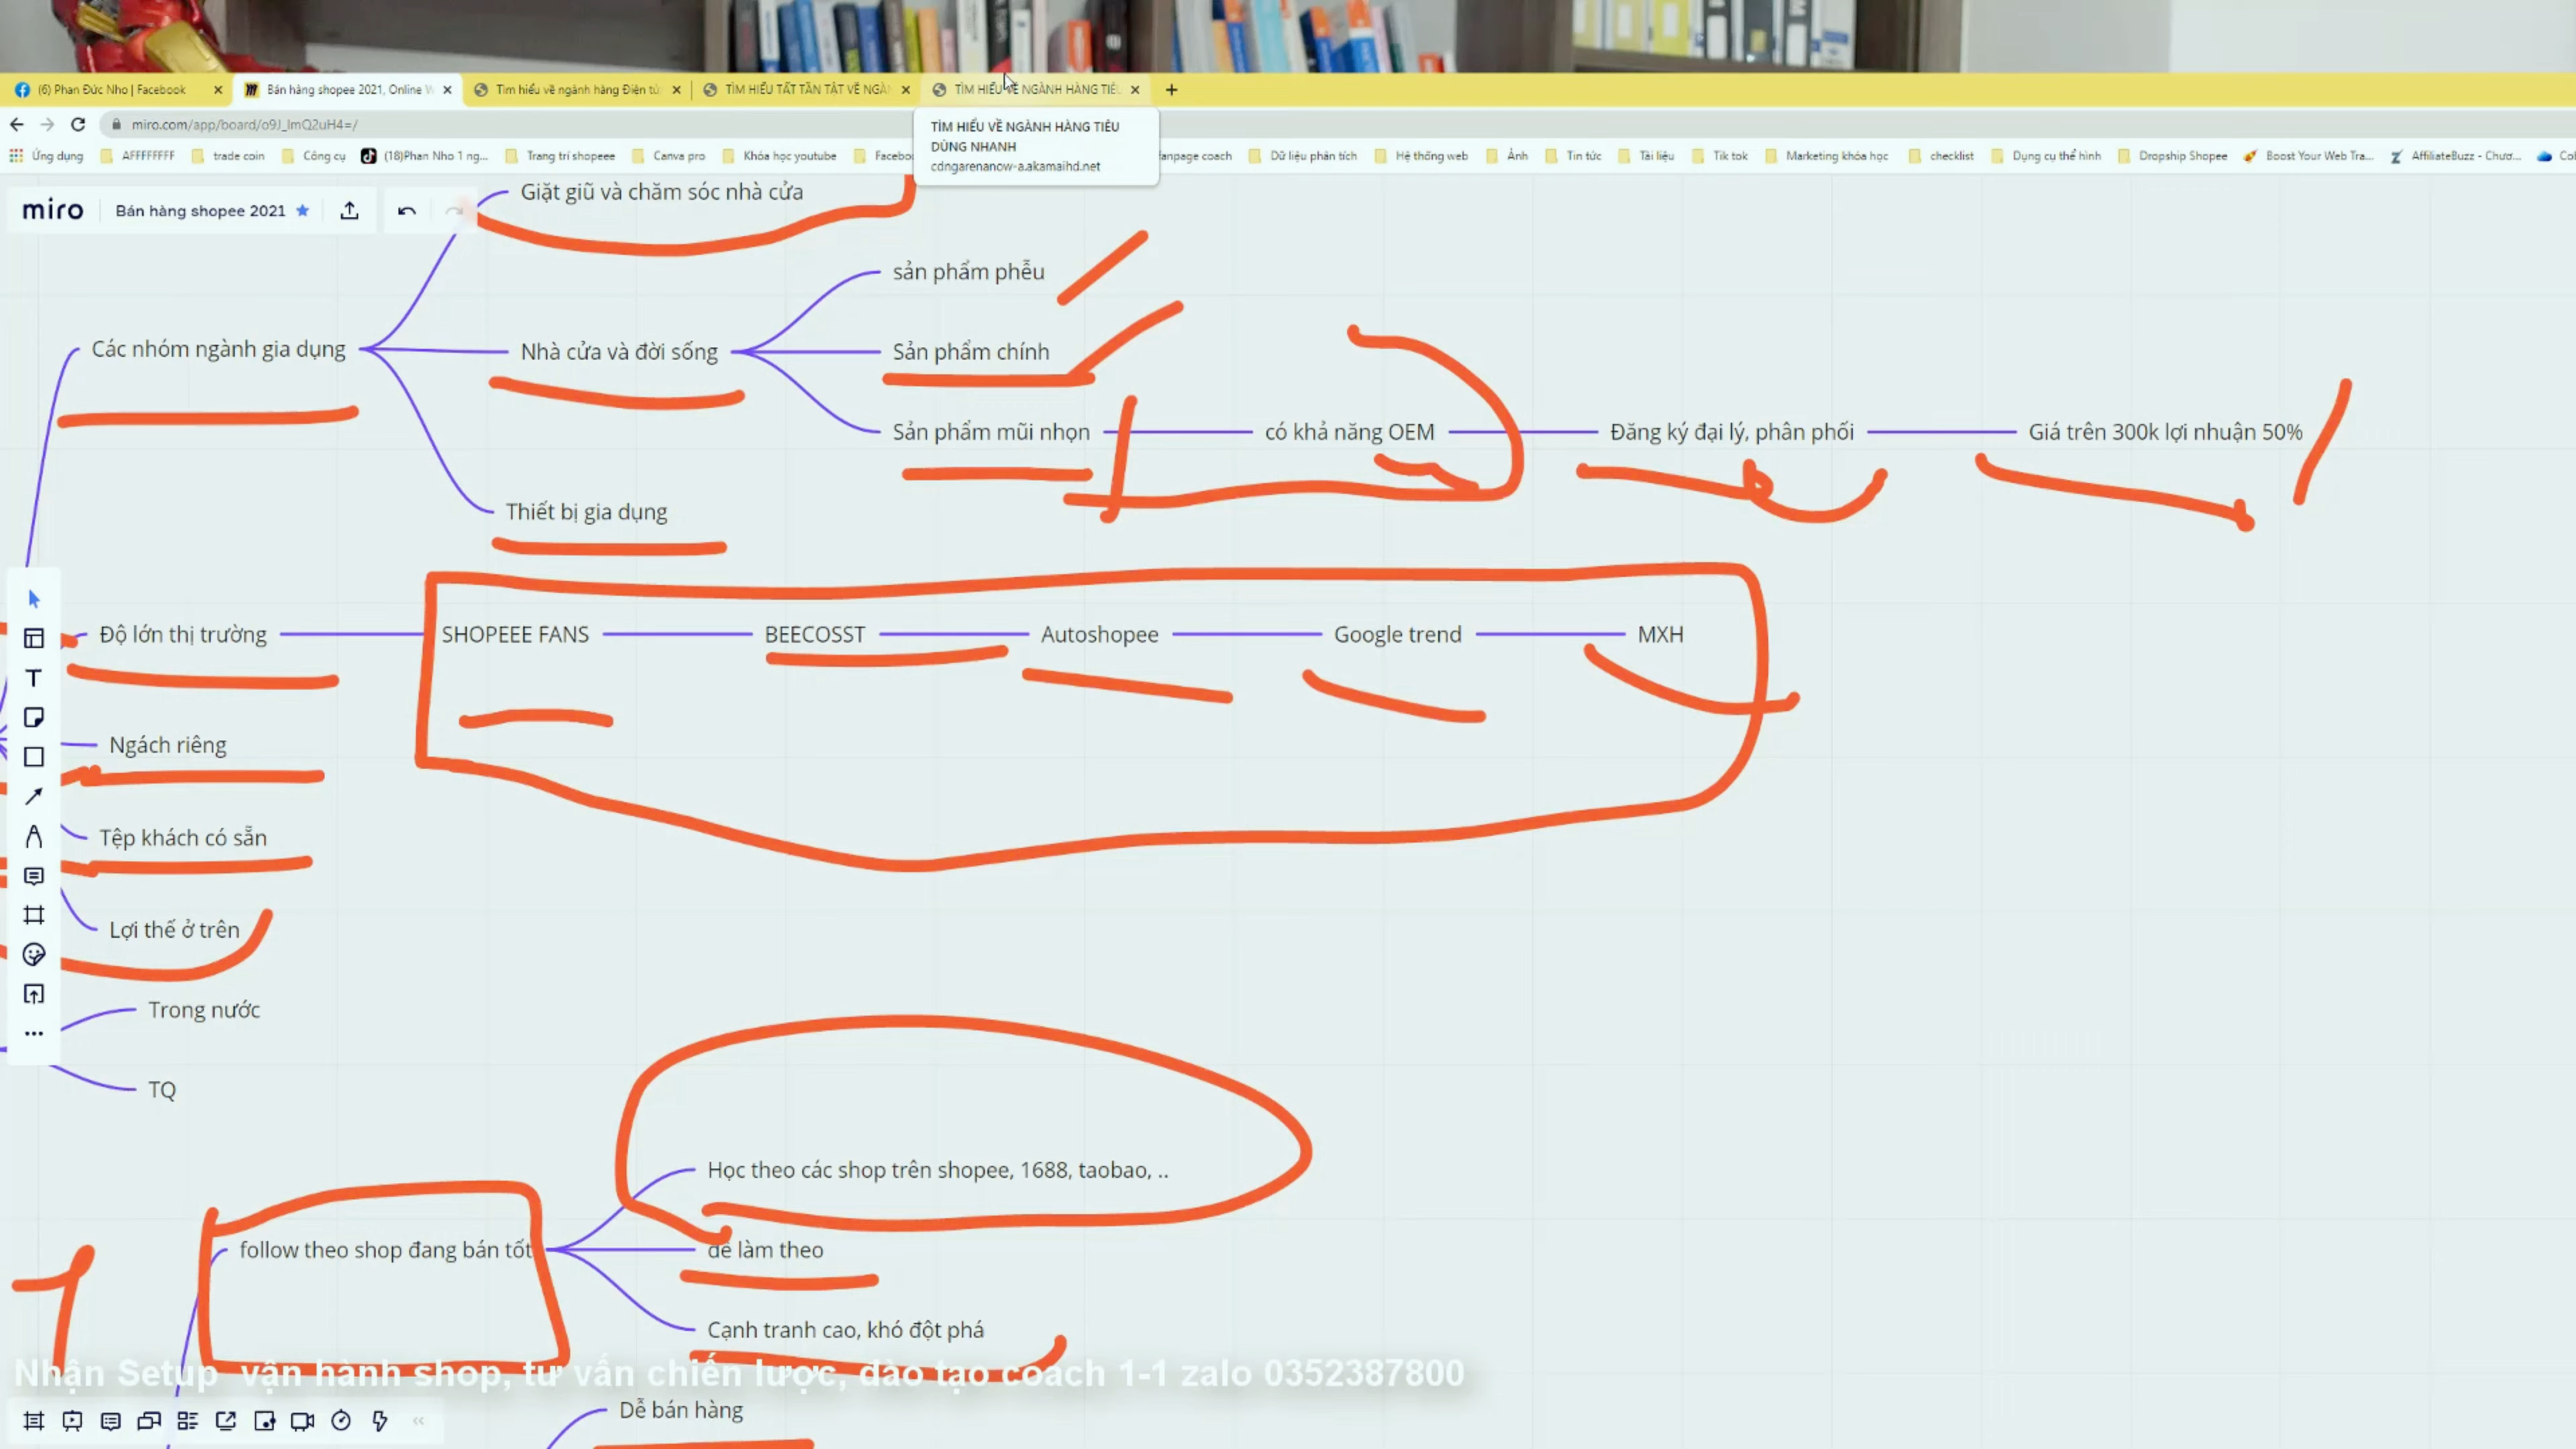 (6) Phan Đức Nho | Facebook
Bán hàng shopee 2021, Online W
Tìm hiểu về ngành hàng Điện tử
TÌM HIỂU TẤT TẦN TẬT VỀ NGÀ
TÌM HIỂU VỀ NGÀNH HÀNG TIÊ
miro.com/app/board/o9J_lmQ2uH4=/
TÌM HIỂU VỀ NGÀNH HÀNG TIÊU
DÙNG NHANH
cdngarenanow-a.akamaihd.net
Ứng dụng
AFFFFFFFF
trade coin
Công cụ
(18)Phan Nho 1 ng...
Trang trí shopeee
Canva pro
Khóa học youtube
Facebo
fanpage coach
Dữ liệu phân tích
Hệ thống web
Ảnh
Tin tức
Tài liệu
Tik tok
Marketing khóa học
checklist
Dụng cụ thể hình
Dropship Shopee
Boost Your Web Tra...
AffiliateBuzz - Chươ...
Col
miro
Bán hàng shopee 2021
Giặt giũ và chăm sóc nhà cửa
sản phẩm phễu
Các nhóm ngành gia dụng
Nhà cửa và đời sống
Sản phẩm chính
Sản phẩm mũi nhọn
có khả năng OEM
Đăng ký đại lý, phân phối
Giá trên 300k lợi nhuận 50%
Thiết bị gia dụng
Độ lớn thị trường
SHOPEEE FANS
BEECOSST
Autoshopee
Google trend
MXH
Ngách riêng
Tệp khách có sẵn
Lợi thế ở trên
Trong nước
TQ
Học theo các shop trên shopee, 1688, taobao, ..
follow theo shop đang bán tốt
dễ làm theo
Cạnh tranh cao, khó đột phá
Nhận Setup vận hành shop, tư vấn chiến lược, đào tạo coach 1-1 zalo 0352387800
Dễ bán hàng